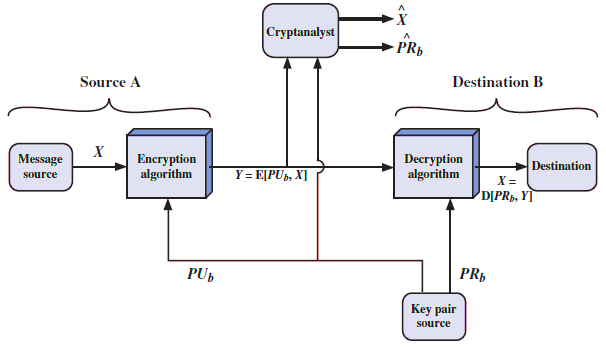 X̂
Cryptanalyst
P̂R_b
Source A
Destination B
Message
source
X
Encryption
algorithm
Y = E[PU_b, X]
Decryption
algorithm
X =
D[PR_b, Y]
Destination
PU_b
PR_b
Key pair
source